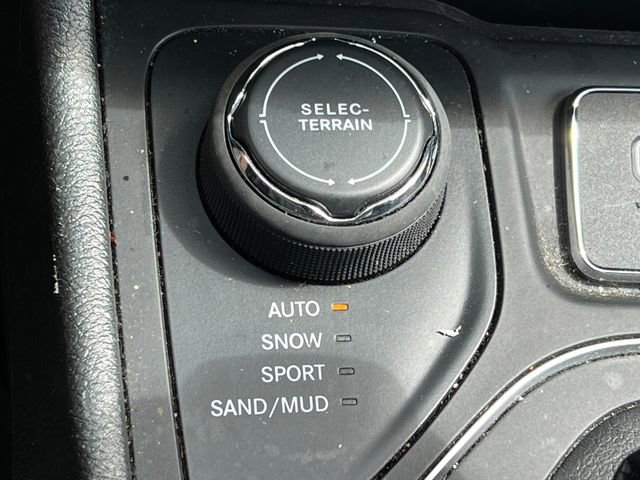 SELEC-
TERRAIN
AUTO
SNOW
SPORT
SAND/MUD